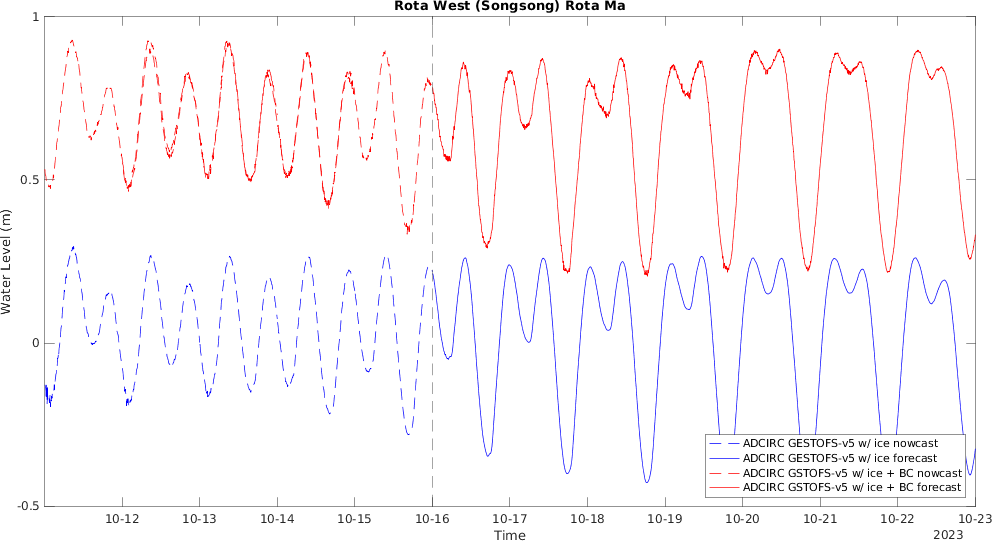 Rota West (Songsong) Rota Ma
1
0.5
0
-0.5
Water Level (m)
ADCIRC GESTOFS-v5 w/ ice nowcast
ADCIRC GESTOFS-v5 w/ ice forecast
ADCIRC GSTOFS-v5 w/ ice + BC nowcast
ADCIRC GSTOFS-v5 w/ ice + BC forecast
10-12 10-13 10-14 10-15 10-16 10-17 10-18 10-19 10-20 10-21 10-22 10-23
Time
2023